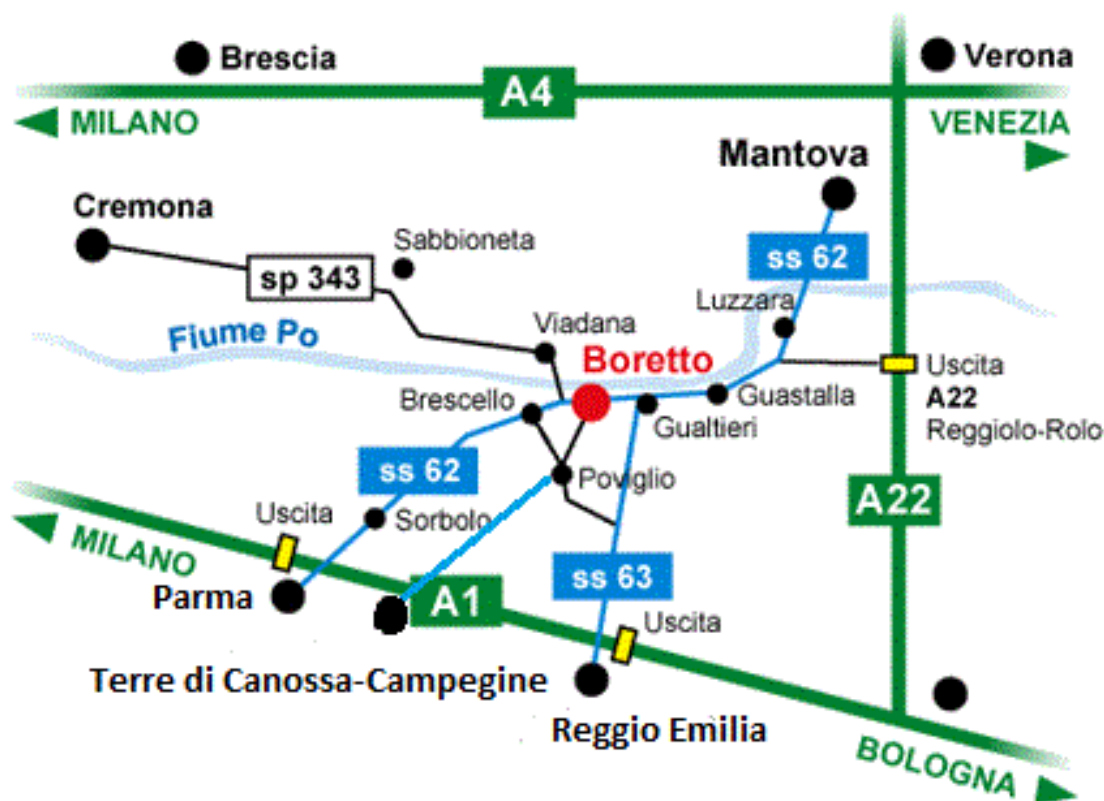 Brescia
Verona
A4
MILANO
VENEZIA
Mantova
Cremona
Sabbioneta
ss 62
sp 343
Luzzara
Fiume Po
Viadana
Boretto
Uscita
A22
Reggiolo-Rolo
Brescello
Guastalla
Gualtieri
ss 62
Poviglio
A22
Uscita
Sorbolo
MILANO
ss 63
Parma
A1
Uscita
Terre di Canossa-Campegine
Reggio Emilia
BOLOGNA